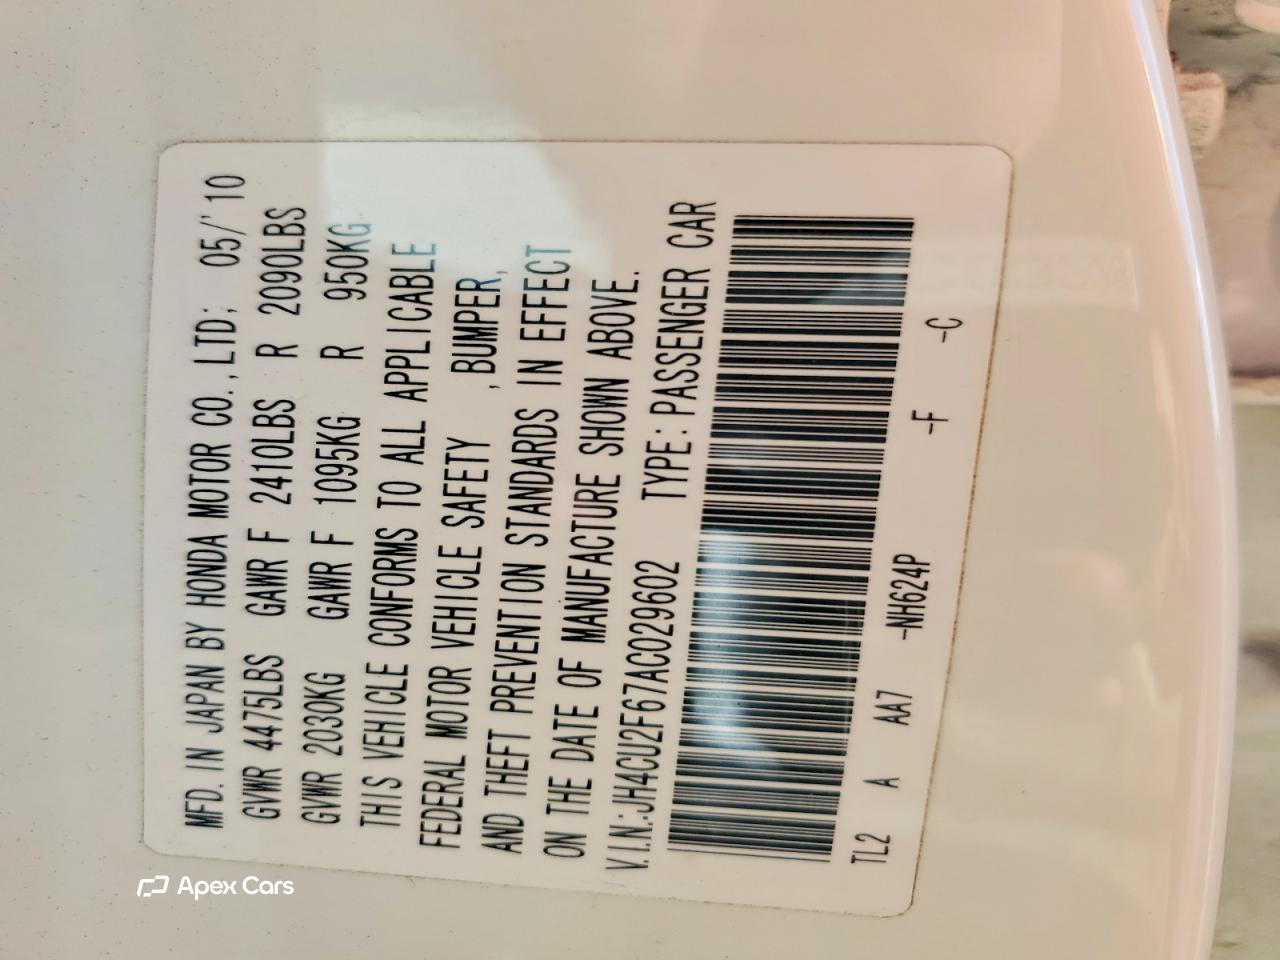 MFD. IN JAPAN BY HONDA MOTOR CO., LTD; 05/'10
GVWR 4475LBS GAWR F 2410LBS R 2090LBS
GVWR 2030KG GAWR F 1095KG R 950KG
THIS VEHICLE CONFORMS TO ALL APPLICABLE
FEDERAL MOTOR VEHICLE SAFETY ,BUMPER,
AND THEFT PREVENTION STANDARDS IN EFFECT
ON THE DATE OF MANUFACTURE SHOWN ABOVE.
V.I.N.:JH4CU2F67AC029602 TYPE:PASSENGER CAR
TL2 A AA7 -NH624P -F -C
Apex Cars